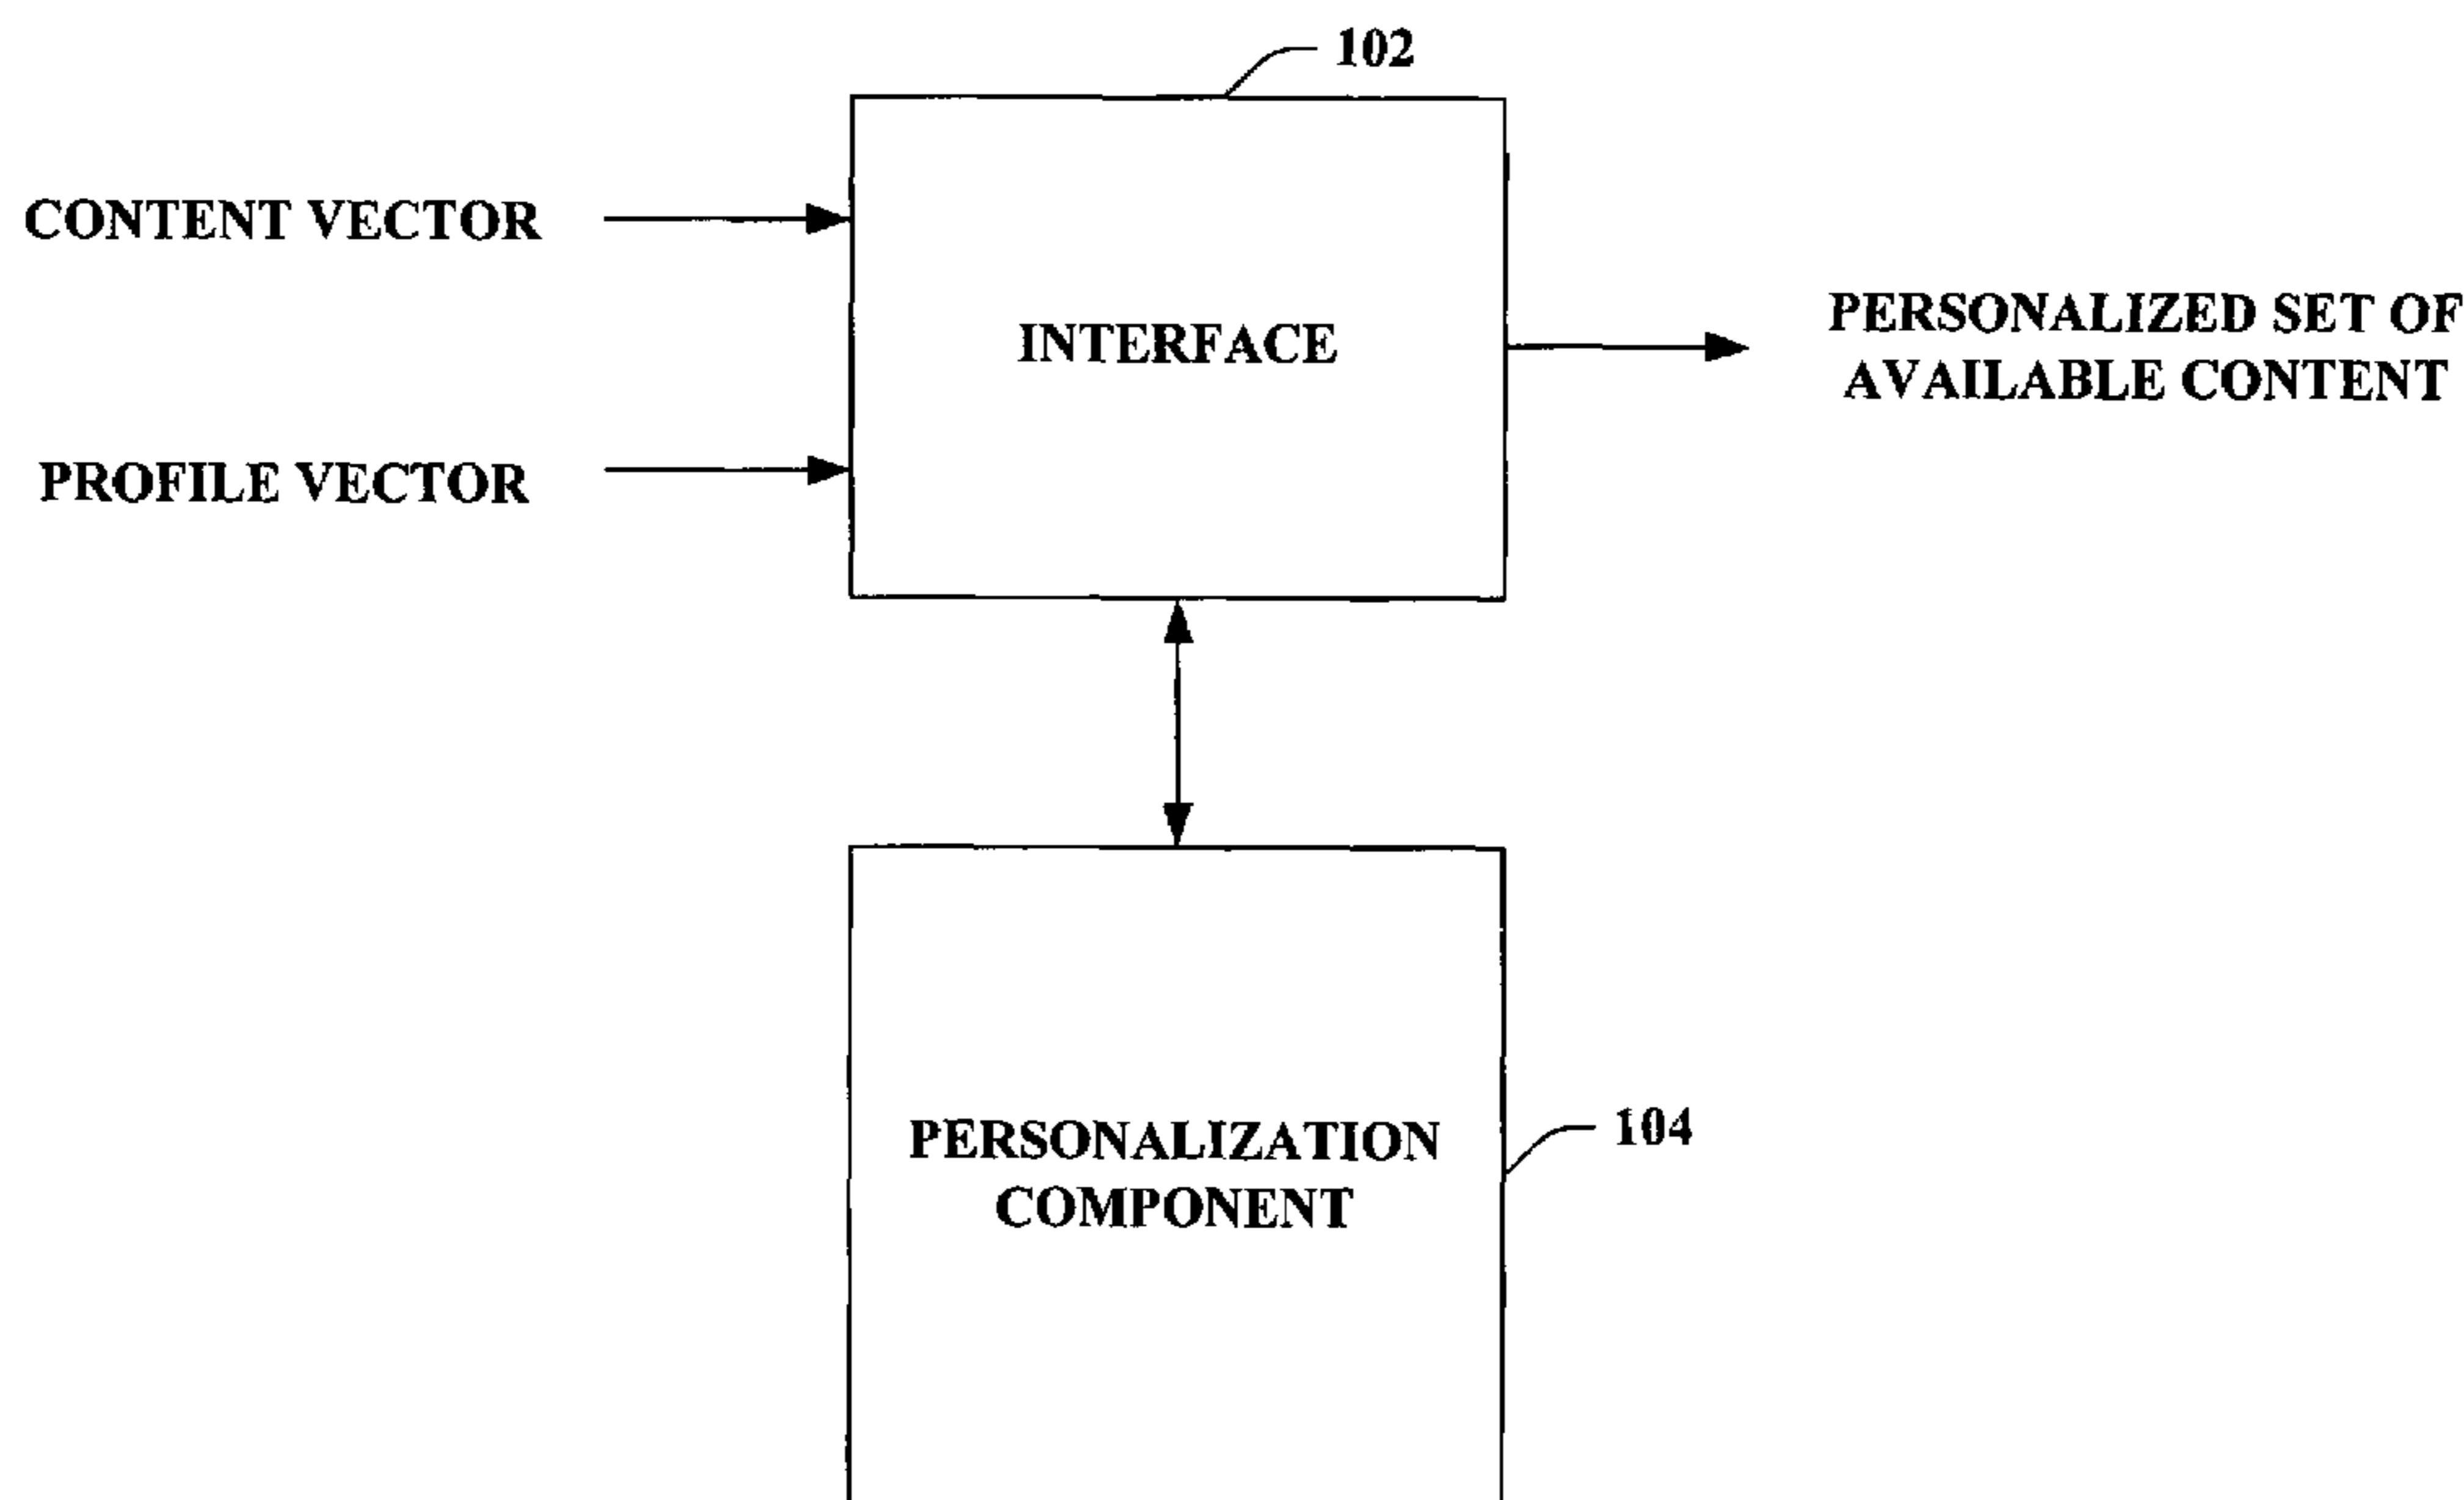 102
CONTENT VECTOR
INTERFACE
PERSONALIZED SET OF
AVAILABLE CONTENT
PROFILE VECTOR
PERSONALIZATION
COMPONENT
104